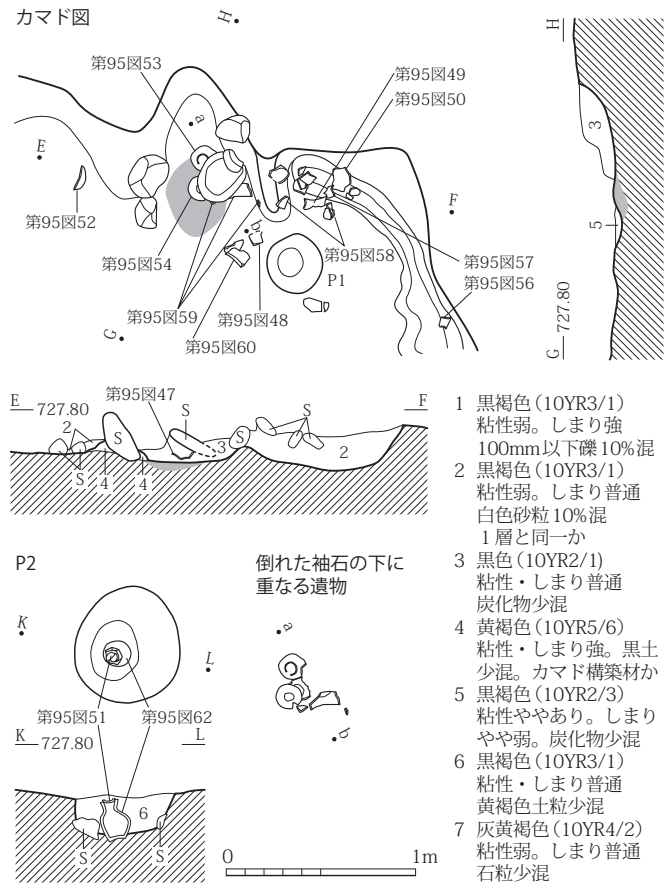 カマド図
H
H
第95図53
第95図49
第95図50
a
E
3
F
第95図52
b
5
第95図54
第95図58
第95図57
P1
第95図56
第95図59
第95図48
G
第95図60
G 727.80
E 727.80
第95図47
S
S
F
2
S
S
3
2
S
4
4
1 黒褐色(10YR3/1)
粘性弱。しまり強
100mm以下礫10%混
2 黒褐色(10YR3/1)
粘性弱。しまり普通
白色砂粒10%混
1層と同一か
3 黒色(10YR2/1)
粘性・しまり普通
炭化物少混
4 黄褐色(10YR5/6)
粘性・しまり強。黒土
少混。カマド構築材か
5 黒褐色(10YR2/3)
粘性ややあり。しまり
やや弱。炭化物少混
6 黒褐色(10YR3/1)
粘性・しまり普通
黄褐色土粒少混
7 灰黄褐色(10YR4/2)
粘性弱。しまり普通
石粒少混
P2
倒れた袖石の下に
重なる遺物
K
a
L
第95図51 第95図62
K 727.80 L
b
6
S
S
0 1m